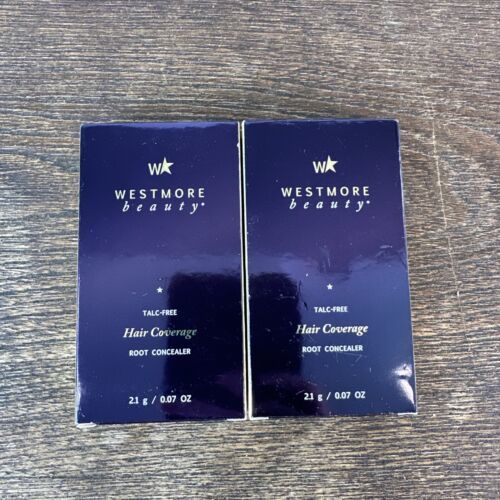 W
WESTMORE
beauty
TALC-FREE
Hair Coverage
ROOT CONCEALER
2.1 g / 0.07 OZ
W
WESTMORE
beauty
TALC-FREE
Hair Coverage
ROOT CONCEALER
2.1 g / 0.07 OZ